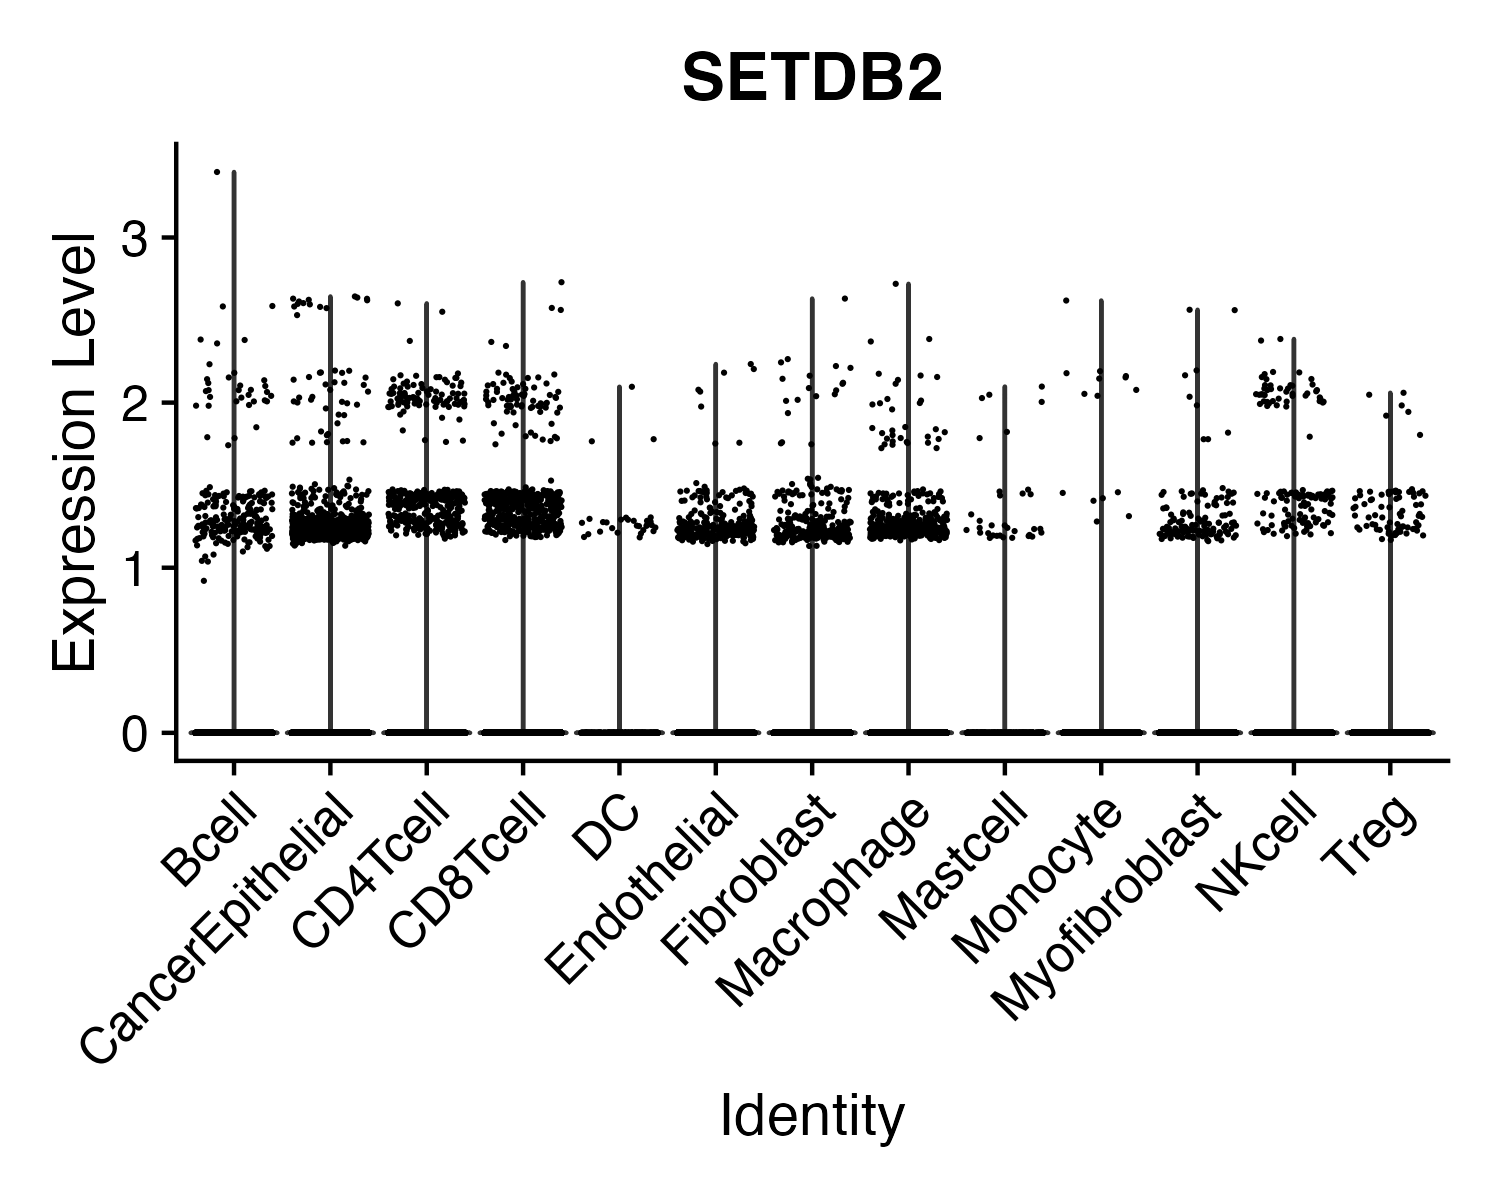 SETDB2
Expression Level
3
2
1
0
Bcell
CancerEpithelial
CD4Tcell
CD8Tcell
DC
Endothelial
Fibroblast
Macrophage
Mastcell
Monocyte
Myofibroblast
NKcell
Treg
Identity